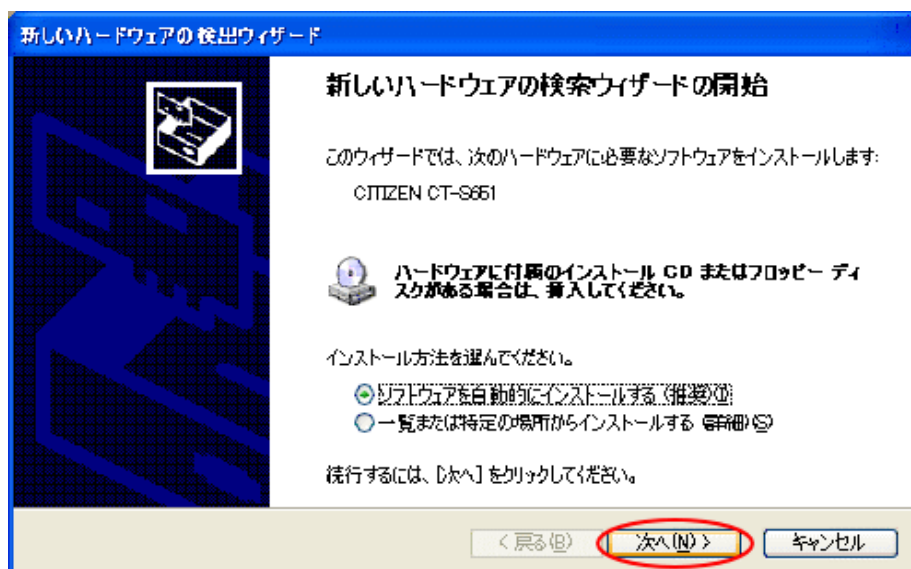 新しいハードウェアの検出ウィザード
新しいハードウェアの検索ウィザードの開始
このウィザードでは、次のハードウェアに必要なソフトウェアをインストールします:
CITIZEN CT-S651
ハードウェアに付属のインストール CD またはフロッピー ディ
スクがある場合は、挿入してください。
インストール方法を選んでください。
ソフトウェアを自動的にインストールする (推奨)(I)
一覧または特定の場所からインストールする (詳細)(S)
続行するには、[次へ] をクリックしてください。
< 戻る(B) 次へ(N) > キャンセル